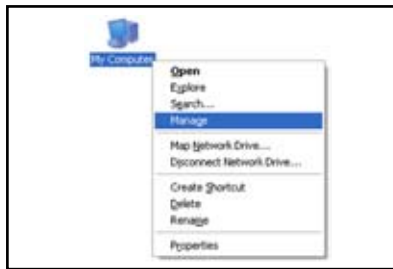 My Computer
Open
Explore
Search...
Manage
Map Network Drive...
Disconnect Network Drive...
Create Shortcut
Delete
Rename
Properties